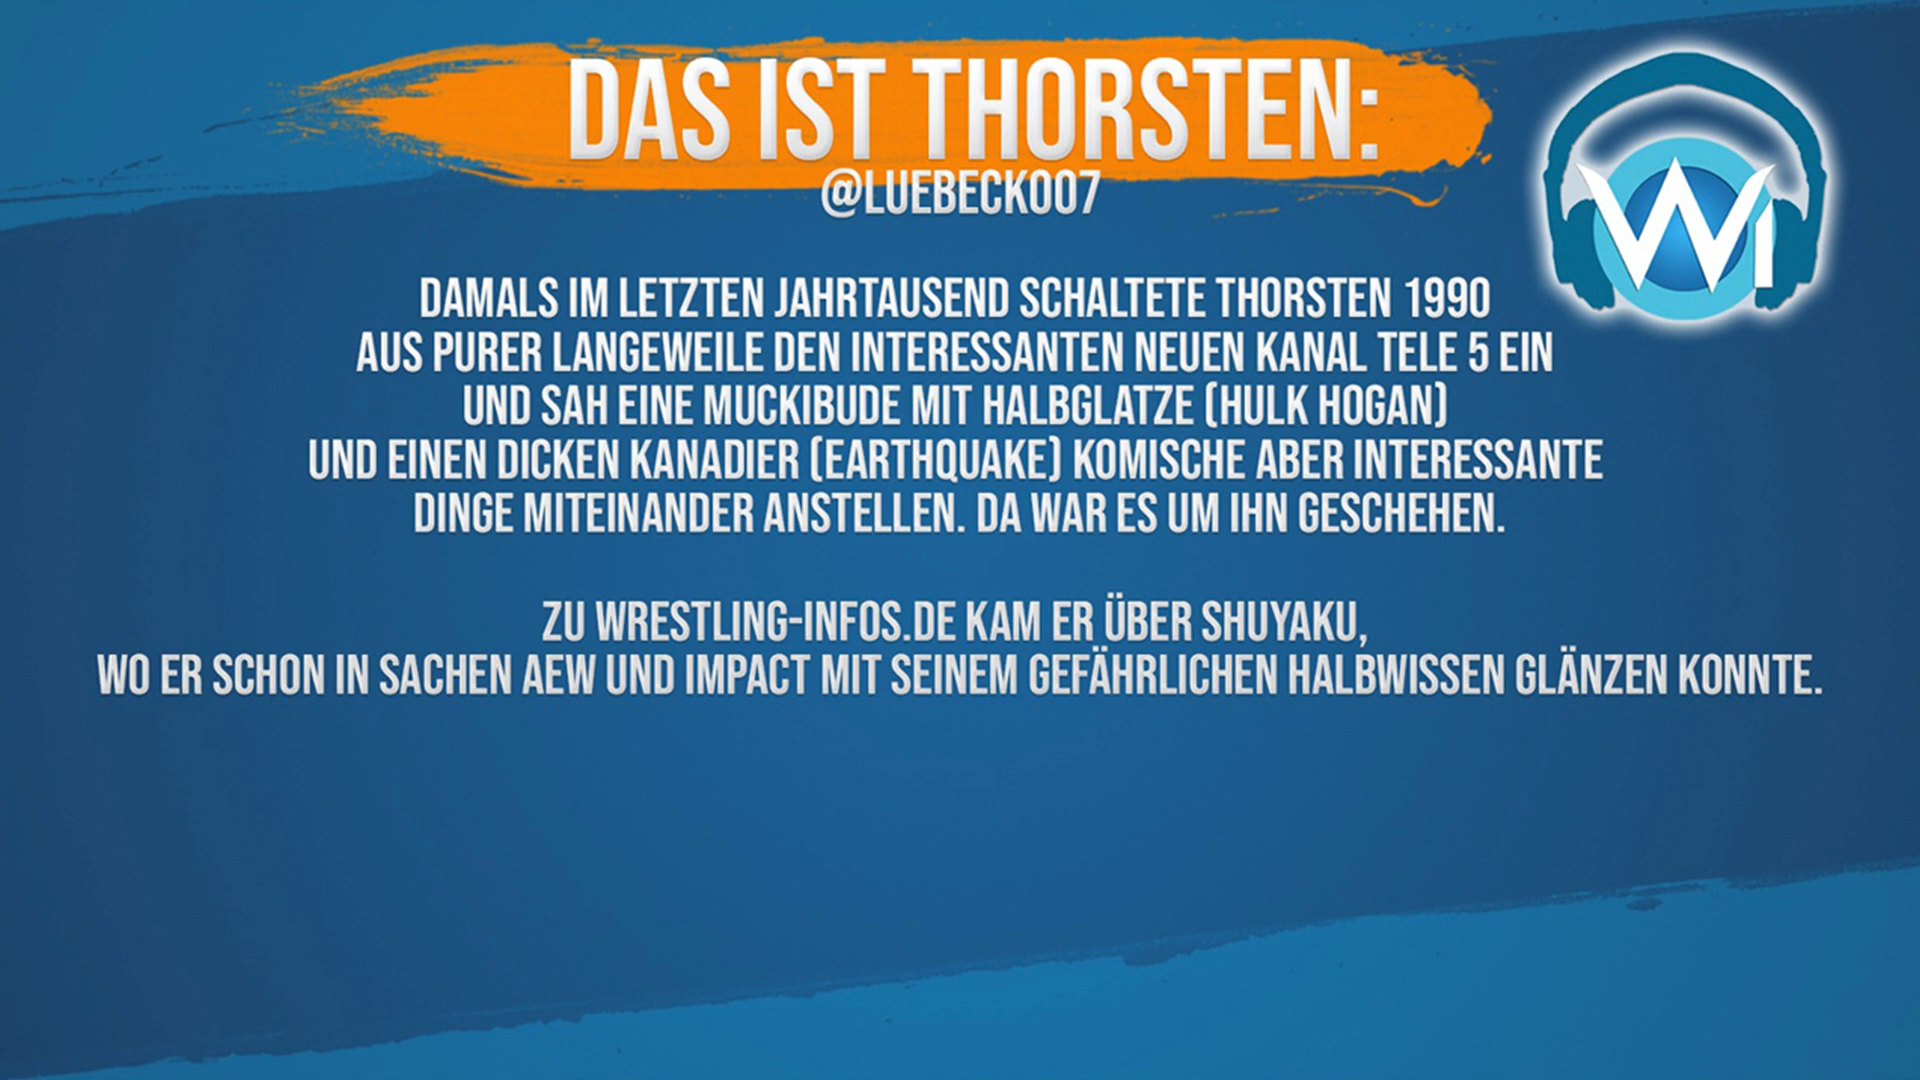 DAS IST THORSTEN:
@LUEBECK007
WI
DAMALS IM LETZTEN JAHRTAUSEND SCHALTETE THORSTEN 1990
AUS PURER LANGEWEILE DEN INTERESSANTEN NEUEN KANAL TELE 5 EIN
UND SAH EINE MUCKIBUDE MIT HALBGLATZE (HULK HOGAN)
UND EINEN DICKEN KANADIER (EARTHQUAKE) KOMISCHE ABER INTERESSANTE
DINGE MITEINANDER ANSTELLEN. DA WAR ES UM IHN GESCHEHEN.
ZU WRESTLING-INFOS.DE KAM ER ÜBER SHUYAKU,
WO ER SCHON IN SACHEN AEW UND IMPACT MIT SEINEM GEFÄHRLICHEN HALBWISSEN GLÄNZEN KONNTE.